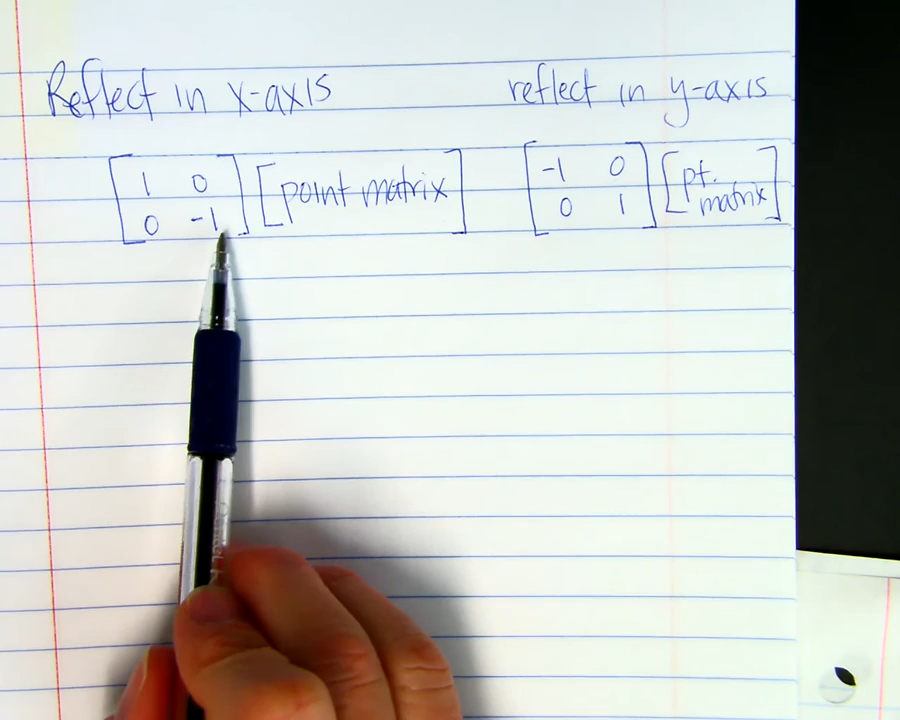 Reflect in x-axis reflect in y-axis
[1 0
0 -1] [point matrix] [-1 0
0 1] [pt.
matrix]